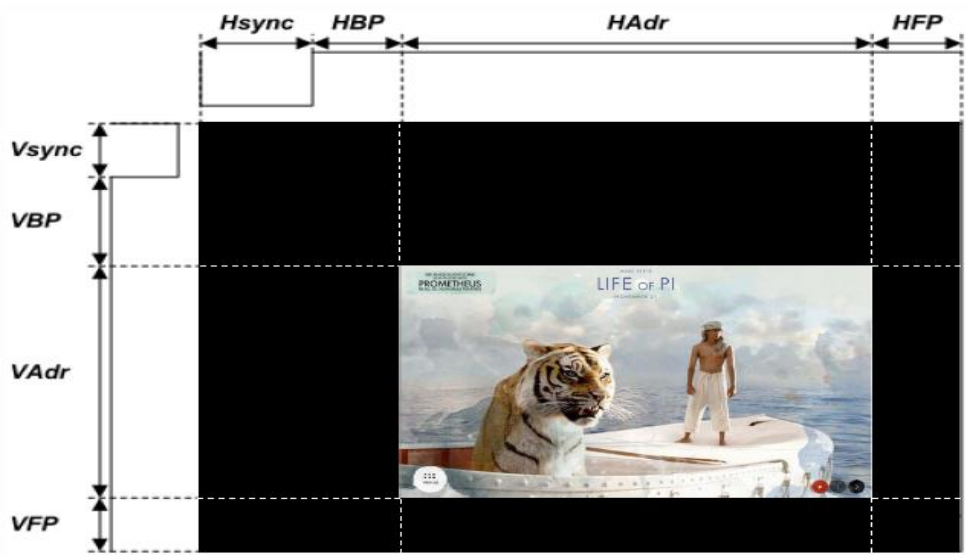 Hsync HBP HAdr HFP
Vsync
VBP
VAdr
VFP
PROMETHEUS
LIFE OF PI